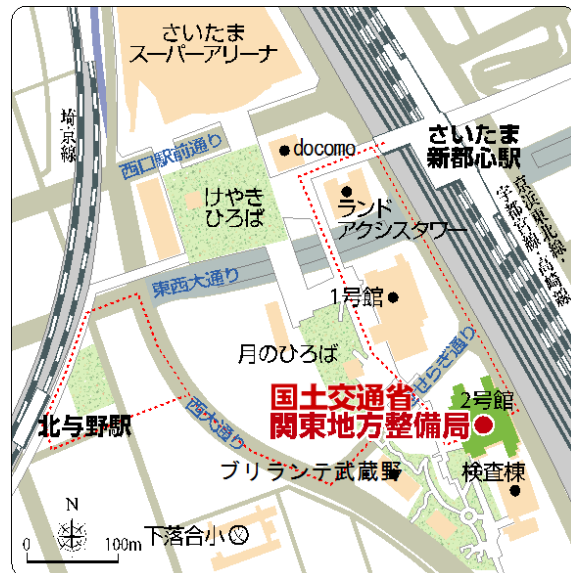 さいたま
スーパーアリーナ
埼京線
西口駅前通り
docomo
さいたま
新都心駅
けやき
ひろば
ランド
アクシスタワー
京浜東北線・
宇都宮線・高崎線
東西大通り
1号館
月のひろば
せせらぎ通り
国土交通省
関東地方整備局
2号館
北与野駅
西大通り
ブリランテ武蔵野
検査棟
N
下落合小
0 100m
文